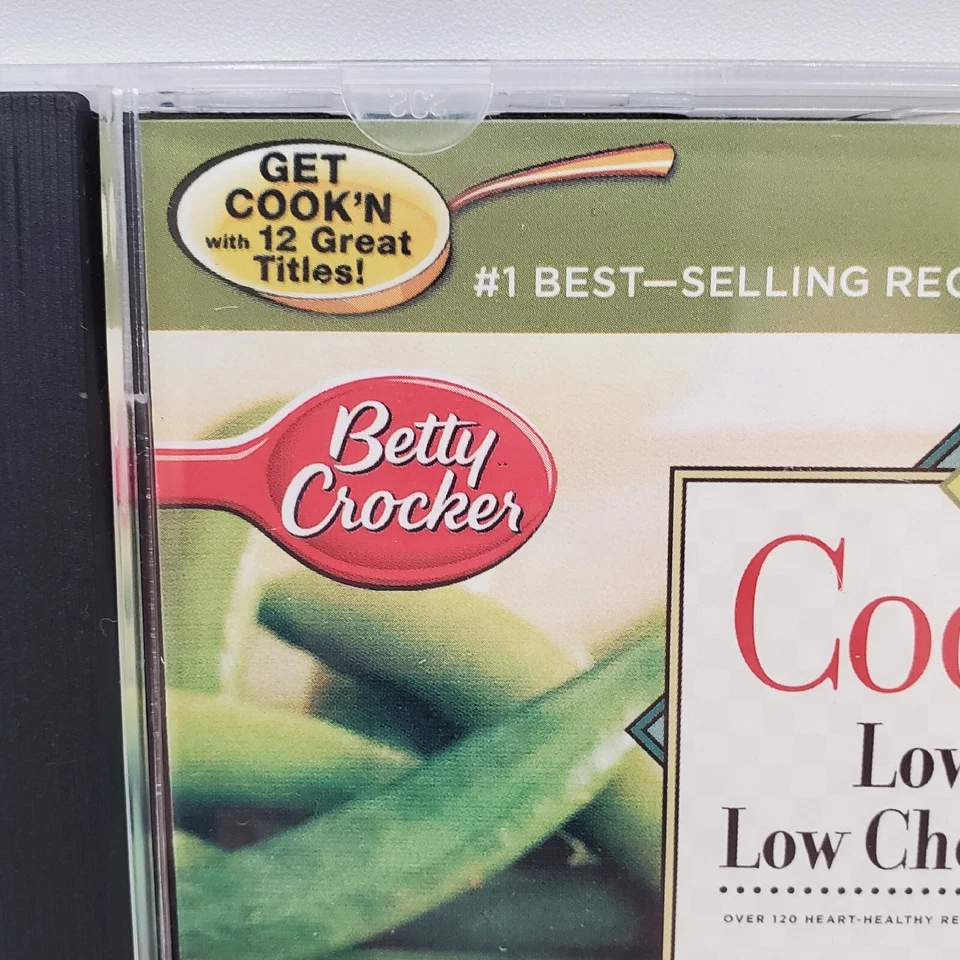 GET
COOK'N
with 12 Great
Titles!
#1 BEST—SELLING REC
Betty
Crocker
Coo
Low
Low Cho
OVER 120 HEART-HEALTHY RE